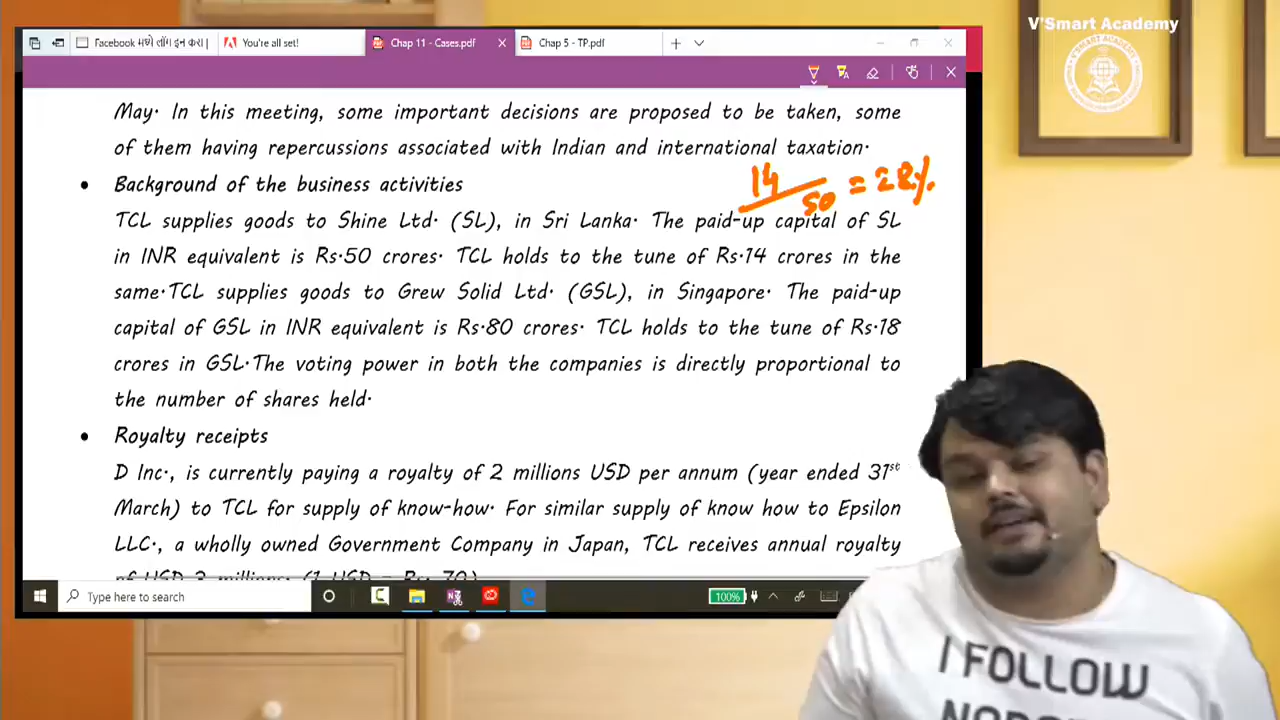 V'Smart Academy
Facebook मध्ये लॉग इन करा |
You're all set!
Chap 11 - Cases.pdf
Chap 5 - TP.pdf
May. In this meeting, some important decisions are proposed to be taken, some
of them having repercussions associated with Indian and international taxation.
14/50 = 28%
• Background of the business activities
TCL supplies goods to Shine Ltd. (SL), in Sri Lanka. The paid-up capital of SL
in INR equivalent is Rs.50 crores. TCL holds to the tune of Rs.14 crores in the
same.TCL supplies goods to Grew Solid Ltd. (GSL), in Singapore. The paid-up
capital of GSL in INR equivalent is Rs.80 crores. TCL holds to the tune of Rs.18
crores in GSL.The voting power in both the companies is directly proportional to
the number of shares held.
• Royalty receipts
D Inc., is currently paying a royalty of 2 millions USD per annum (year ended 31st
March) to TCL for supply of know-how. For similar supply of know how to Epsilon
LLC., a wholly owned Government Company in Japan, TCL receives annual royalty
of USD 3 millions. (1 USD = Rs. 70)
Type here to search
100%
I FOLLOW